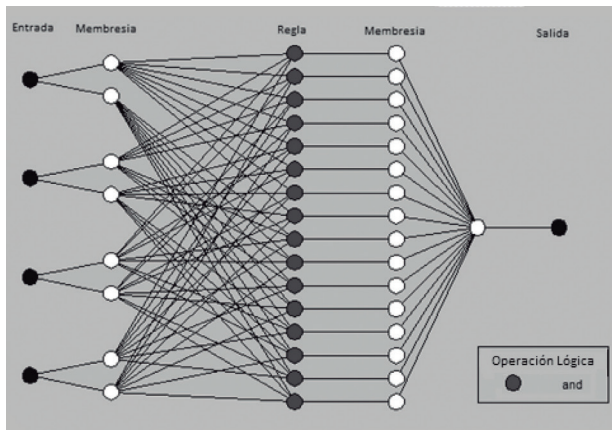 Entrada
Membresia
Regla
Membresia
Salida
Operación Lógica
and